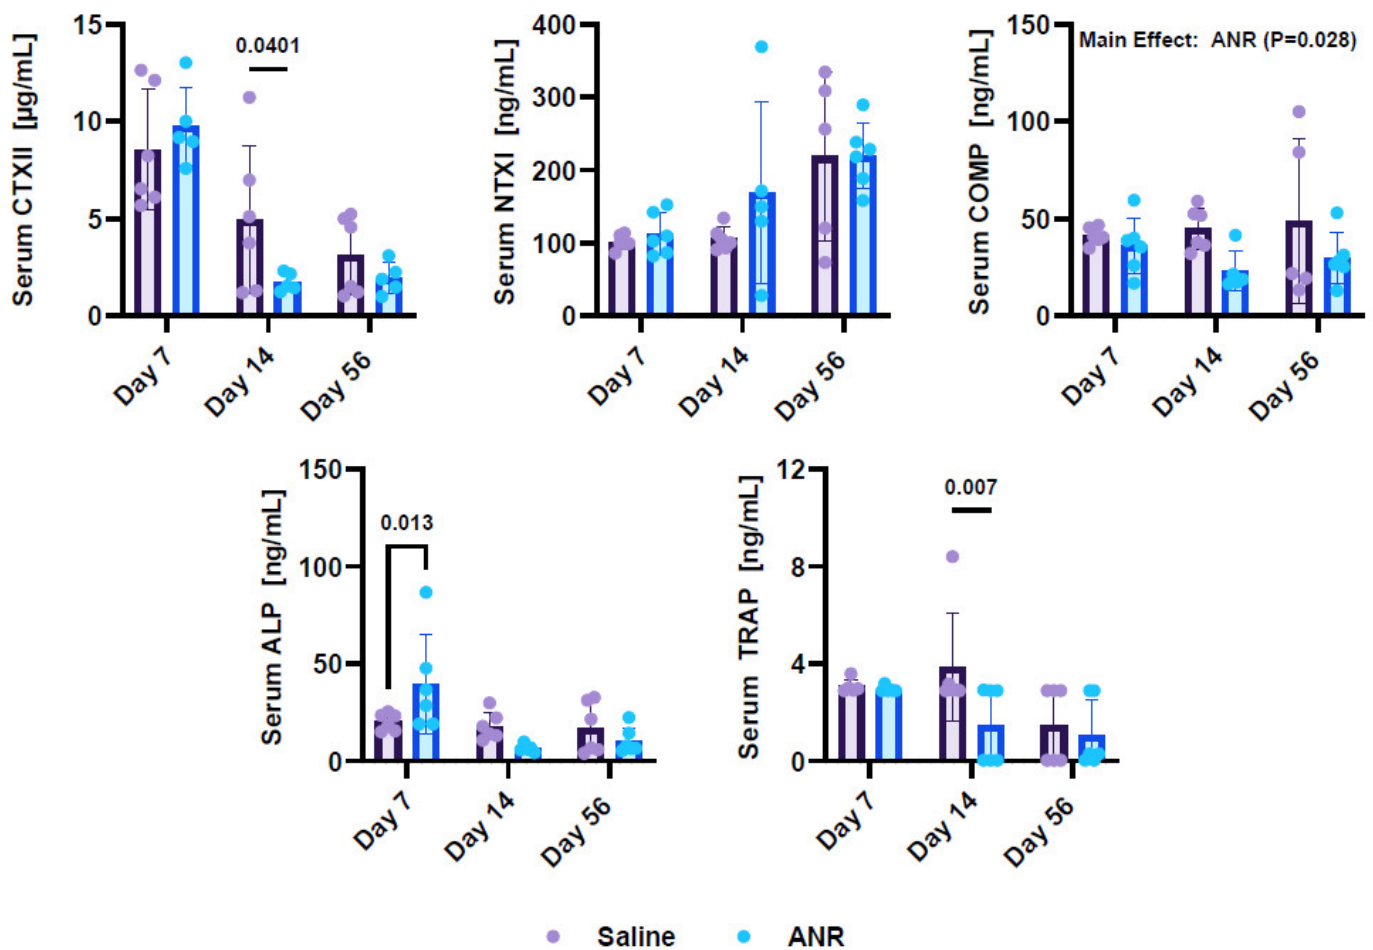 Serum CTXII [µg/mL]
15
10
5
0
0.0401
Day 7
Day 14
Day 56
Serum NTXI [ng/mL]
400
300
200
100
0
Day 7
Day 14
Day 56
Serum COMP [ng/mL]
150
100
50
0
Main Effect: ANR (P=0.028)
Day 7
Day 14
Day 56
Serum ALP [ng/mL]
150
100
50
0
0.013
Day 7
Day 14
Day 56
Serum TRAP [ng/mL]
12
8
4
0
0.007
Day 7
Day 14
Day 56
Saline
ANR